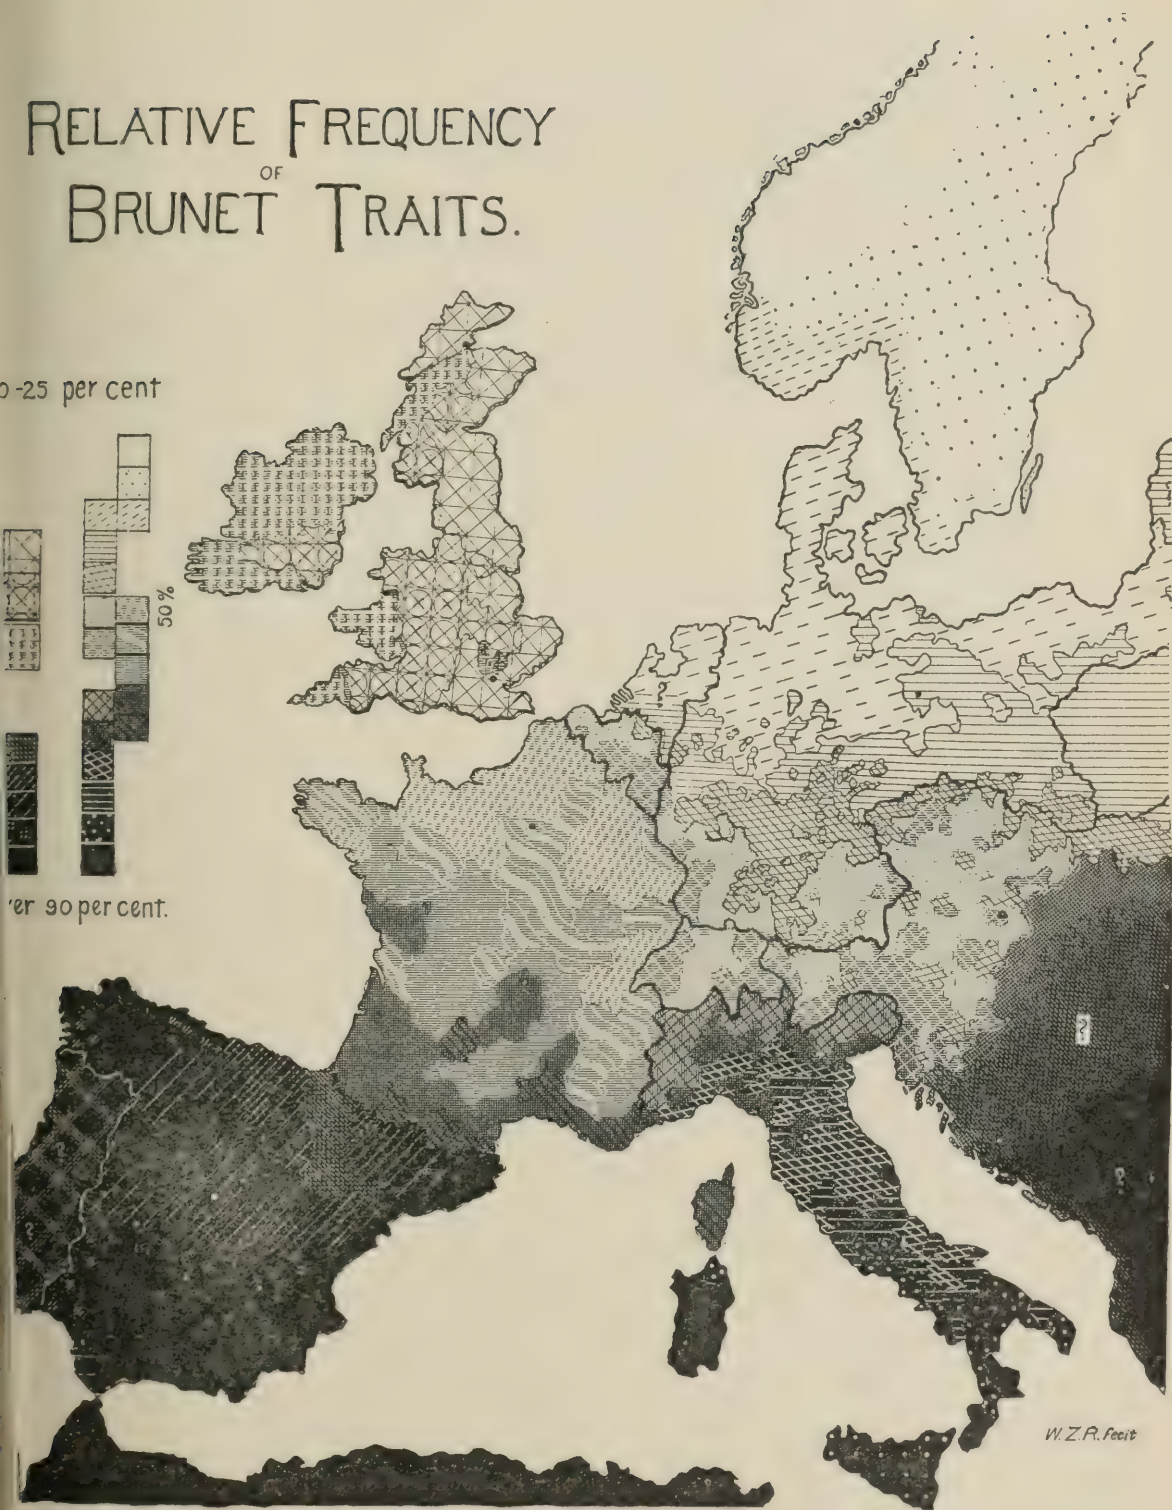 RELATIVE FREQUENCY
OF
BRUNET TRAITS.
-25 per cent
50%
er 90 per cent.
?
?
?
?
W. Z. R. fecit